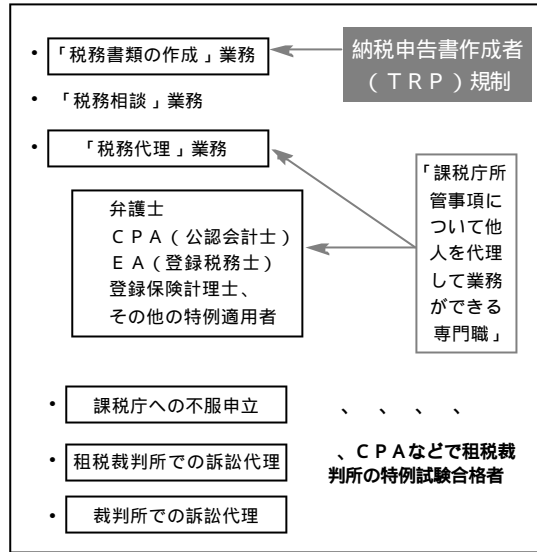 ・「税務書類の作成」業務
納税申告書作成者
(TRP)規制
・「税務相談」業務
・「税務代理」業務
「課税庁所
管事項に
ついて他
人を代理
して業務
ができる
専門職」
弁護士
CPA(公認会計士)
EA(登録税務士)
登録保険計理士、
その他の特例適用者
・課税庁への不服申立
、 、 、 、
・租税裁判所での訴訟代理
、CPAなどで租税裁
判所の特例試験合格者
・裁判所での訴訟代理